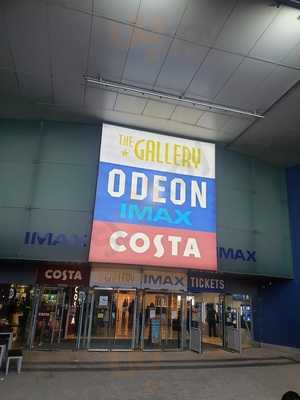 THE
GALLERY
ODEON
IMAX
COSTA
IMAX
IMAX
COSTA
IMAX
TICKETS